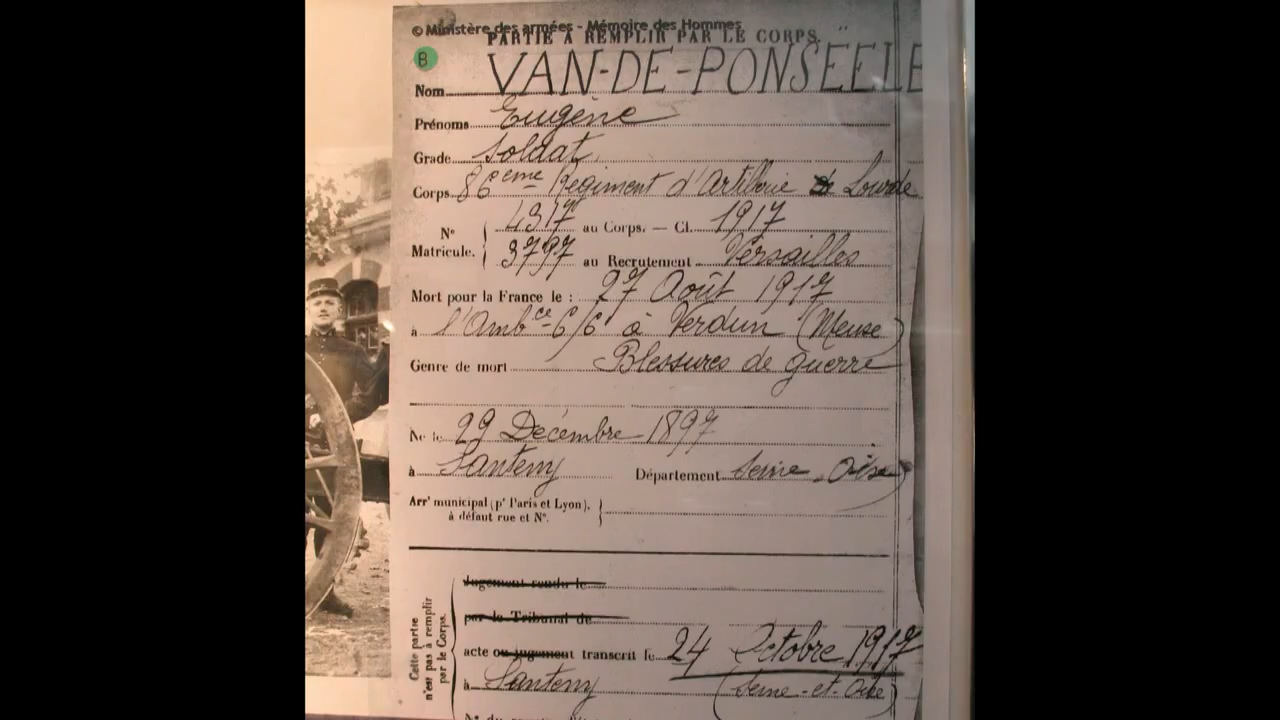 © Ministère des armées - Mémoire des Hommes
PARTIE À REMPLIR PAR LE CORPS.
B
Nom VAN-DE-PONSEELE
Prénoms Eugène
Grade Soldat
Corps 86ème Régiment d'Artillerie Lourde
N° Matricule. { 4317 au Corps. — Cl. 1917
3797 au Recrutement Versailles
Mort pour la France le : 27 Août 1917
à l'Ambce 6/6 à Verdun (Meuse)
Genre de mort Blessures de guerre
Né le 29 Décembre 1897
à Santeny Département Seine-Oise
Arrt municipal (pr Paris et Lyon),
à défaut rue et N°.
Cette partie n'est pas à remplir par le Corps.
Jugement rendu le
par le Tribunal de
acte ou jugement transcrit le 24 Octobre 1917
à Santeny (Seine-et-Oise)